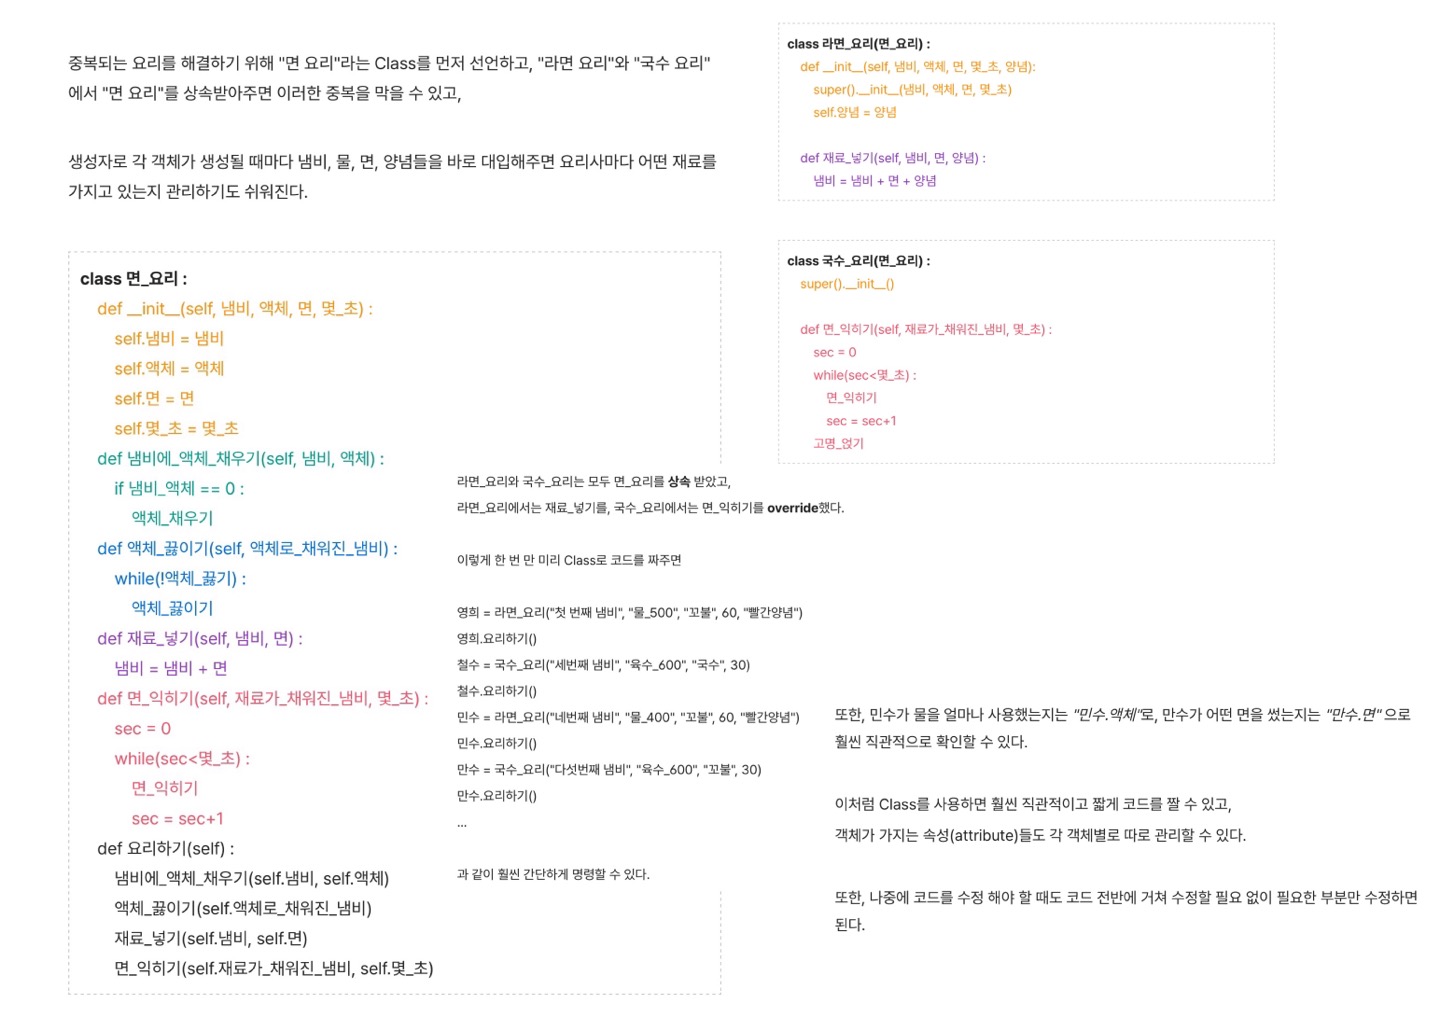 중복되는 요리를 해결하기 위해 "면 요리"라는 Class를 먼저 선언하고, "라면 요리"와 "국수 요리"
에서 "면 요리"를 상속받아주면 이러한 중복을 막을 수 있고,
생성자로 각 객체가 생성될 때마다 냄비, 물, 면, 양념들을 바로 대입해주면 요리사마다 어떤 재료를
가지고 있는지 관리하기도 쉬워진다.
class 면_요리 :
def __init__(self, 냄비, 액체, 면, 몇_초) :
self.냄비 = 냄비
self.액체 = 액체
self.면 = 면
self.몇_초 = 몇_초
def 냄비에_액체_채우기(self, 냄비, 액체) :
if 냄비_액체 == 0 :
액체_채우기
def 액체_끓이기(self, 액체로_채워진_냄비) :
while(!액체_끓기) :
액체_끓이기
def 재료_넣기(self, 냄비, 면) :
냄비 = 냄비 + 면
def 면_익히기(self, 재료가_채워진_냄비, 몇_초) :
sec = 0
while(sec<몇_초) :
면_익히기
sec = sec+1
def 요리하기(self) :
냄비에_액체_채우기(self.냄비, self.액체)
액체_끓이기(self.액체로_채워진_냄비)
재료_넣기(self.냄비, self.면)
면_익히기(self.재료가_채워진_냄비, self.몇_초)
class 라면_요리(면_요리) :
def __init__(self, 냄비, 액체, 면, 몇_초, 양념):
super().__init__(냄비, 액체, 면, 몇_초)
self.양념 = 양념
def 재료_넣기(self, 냄비, 면, 양념) :
냄비 = 냄비 + 면 + 양념
class 국수_요리(면_요리) :
super().__init__()
def 면_익히기(self, 재료가_채워진_냄비, 몇_초) :
sec = 0
while(sec<몇_초) :
면_익히기
sec = sec+1
고명_얹기
라면_요리와 국수_요리는 모두 면_요리를 상속 받았고,
라면_요리에서는 재료_넣기를, 국수_요리에서는 면_익히기를 override했다.
이렇게 한 번 만 미리 Class로 코드를 짜주면
영희 = 라면_요리("첫 번째 냄비", "물_500", "꼬불", 60, "빨간양념")
영희.요리하기()
철수 = 국수_요리("세번째 냄비", "육수_600", "국수", 30)
철수.요리하기()
민수 = 라면_요리("네번째 냄비", "물_400", "꼬불", 60, "빨간양념")
민수.요리하기()
만수 = 국수_요리("다섯번째 냄비", "육수_600", "꼬불", 30)
만수.요리하기()
...
과 같이 훨씬 간단하게 명령할 수 있다.
또한, 민수가 물을 얼마나 사용했는지는 "민수.액체"로, 만수가 어떤 면을 썼는지는 "만수.면" 으로
훨씬 직관적으로 확인할 수 있다.
이처럼 Class를 사용하면 훨씬 직관적이고 짧게 코드를 짤 수 있고,
객체가 가지는 속성(attribute)들도 각 객체별로 따로 관리할 수 있다.
또한, 나중에 코드를 수정 해야 할 때도 코드 전반에 거쳐 수정할 필요 없이 필요한 부분만 수정하면
된다.